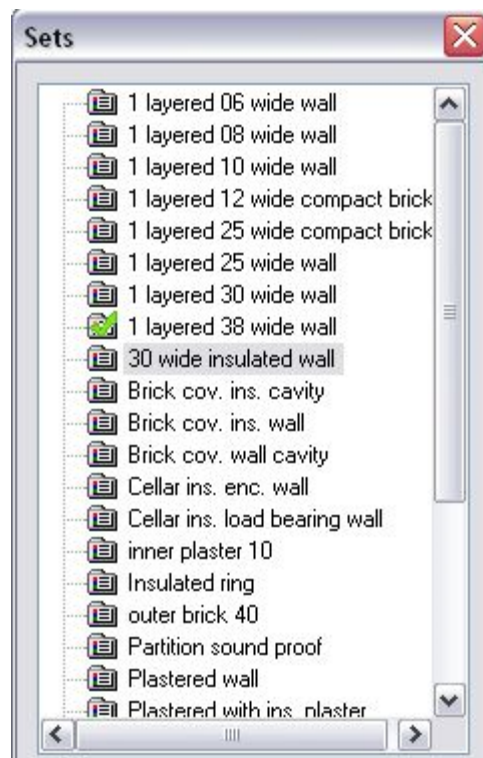 Sets
1 layered 06 wide wall
1 layered 08 wide wall
1 layered 10 wide wall
1 layered 12 wide compact brick
1 layered 25 wide compact brick
1 layered 25 wide wall
1 layered 30 wide wall
1 layered 38 wide wall
30 wide insulated wall
Brick cov. ins. cavity
Brick cov. ins. wall
Brick cov. wall cavity
Cellar ins. enc. wall
Cellar ins. load bearing wall
inner plaster 10
Insulated ring
outer brick 40
Partition sound proof
Plastered wall
Plastered with ins. plaster